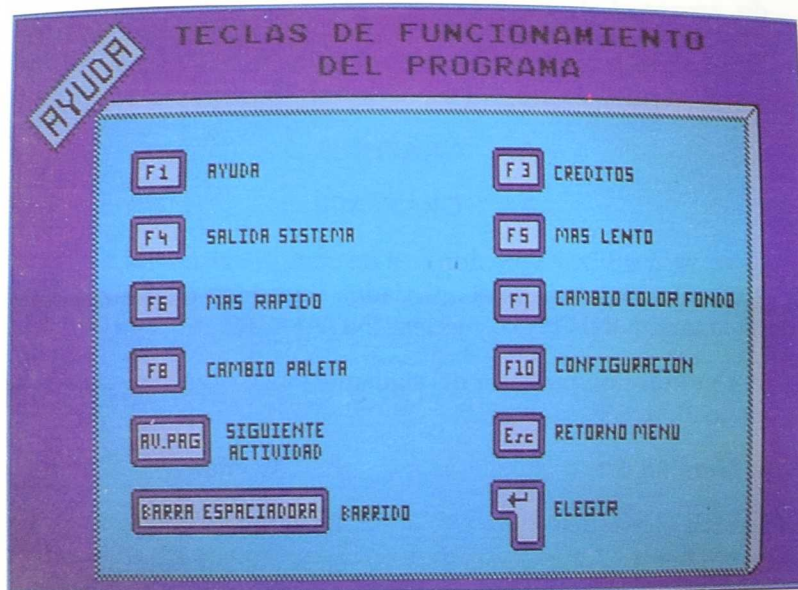 AYUDA
TECLAS DE FUNCIONAMIENTO
DEL PROGRAMA
F1 AYUDA
F3 CREDITOS
F4 SALIDA SISTEMA
F5 MAS LENTO
F6 MAS RAPIDO
F7 CAMBIO COLOR FONDO
F8 CAMBIO PALETA
F10 CONFIGURACION
AV.PAG SIGUIENTE
ACTIVIDAD
Esc RETORNO MENU
BARRA ESPACIADORA BARRIDO
↵ ELEGIR